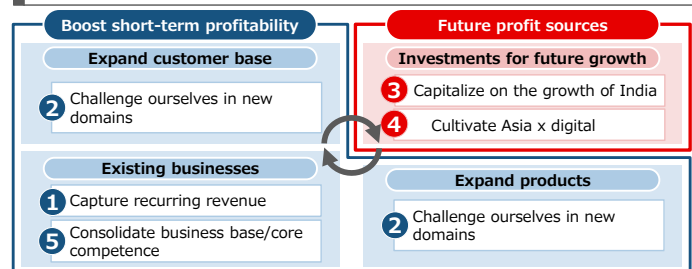 Boost short-term profitability
Expand customer base
2 Challenge ourselves in new
domains
Existing businesses
1 Capture recurring revenue
5 Consolidate business base/core
competence
Future profit sources
Investments for future growth
3 Capitalize on the growth of India
4 Cultivate Asia x digital
Expand products
2 Challenge ourselves in new
domains